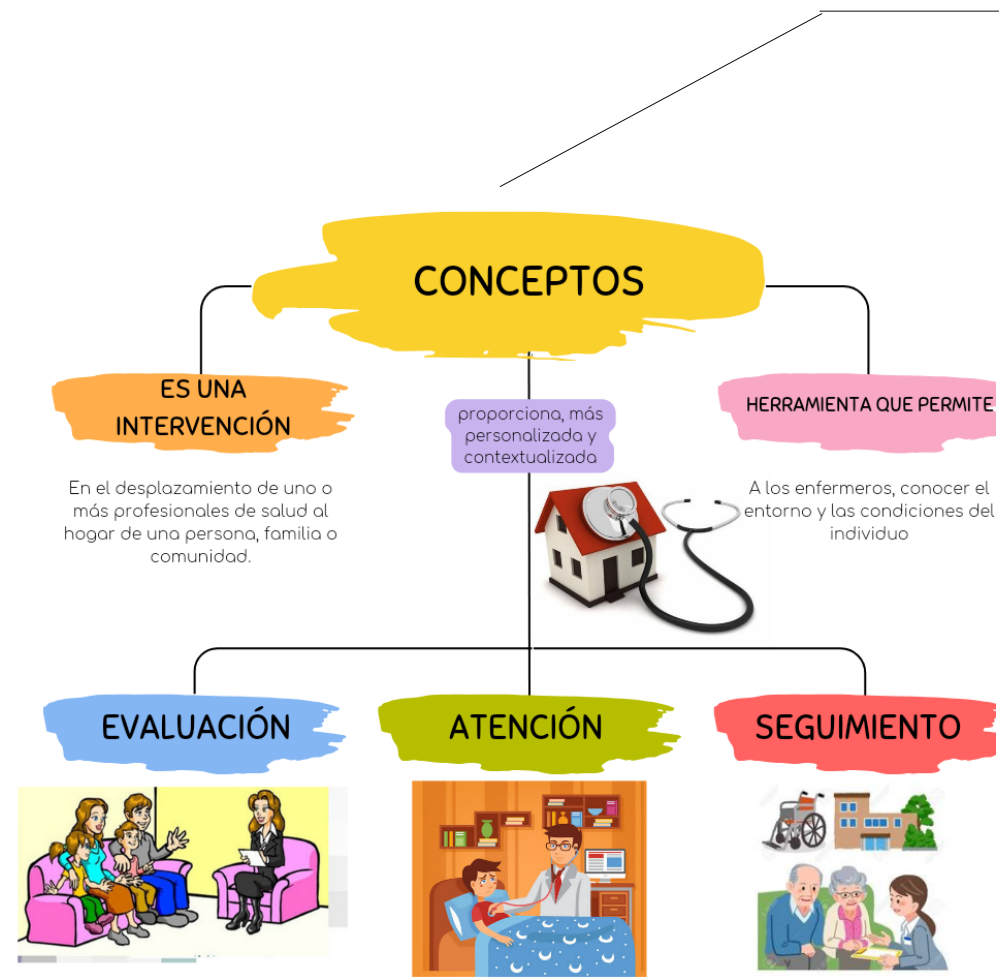 CONCEPTOS
ES UNA
INTERVENCIÓN
proporciona, más
personalizada y
contextualizada
HERRAMIENTA QUE PERMITE
En el desplazamiento de uno o
más profesionales de salud al
hogar de una persona, familia o
comunidad.
A los enfermeros, conocer el
entorno y las condiciones del
individuo
EVALUACIÓN
ATENCIÓN
SEGUIMIENTO